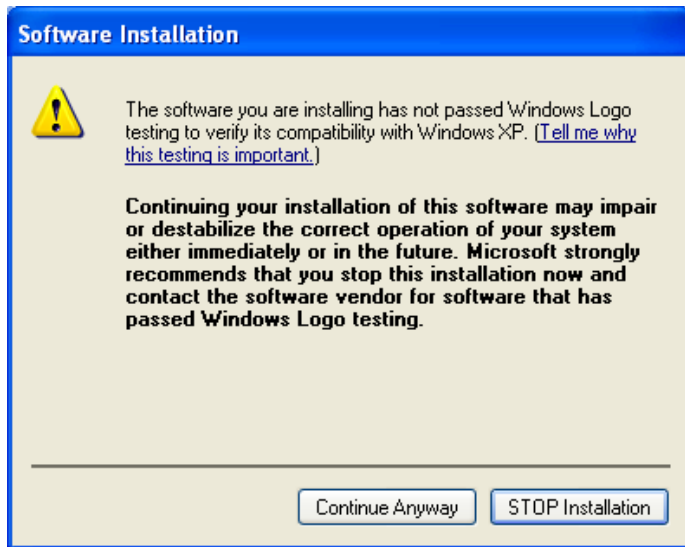 Software Installation
The software you are installing has not passed Windows Logo
testing to verify its compatibility with Windows XP. (Tell me why
this testing is important.)
Continuing your installation of this software may impair
or destabilize the correct operation of your system
either immediately or in the future. Microsoft strongly
recommends that you stop this installation now and
contact the software vendor for software that has
passed Windows Logo testing.
Continue Anyway
STOP Installation